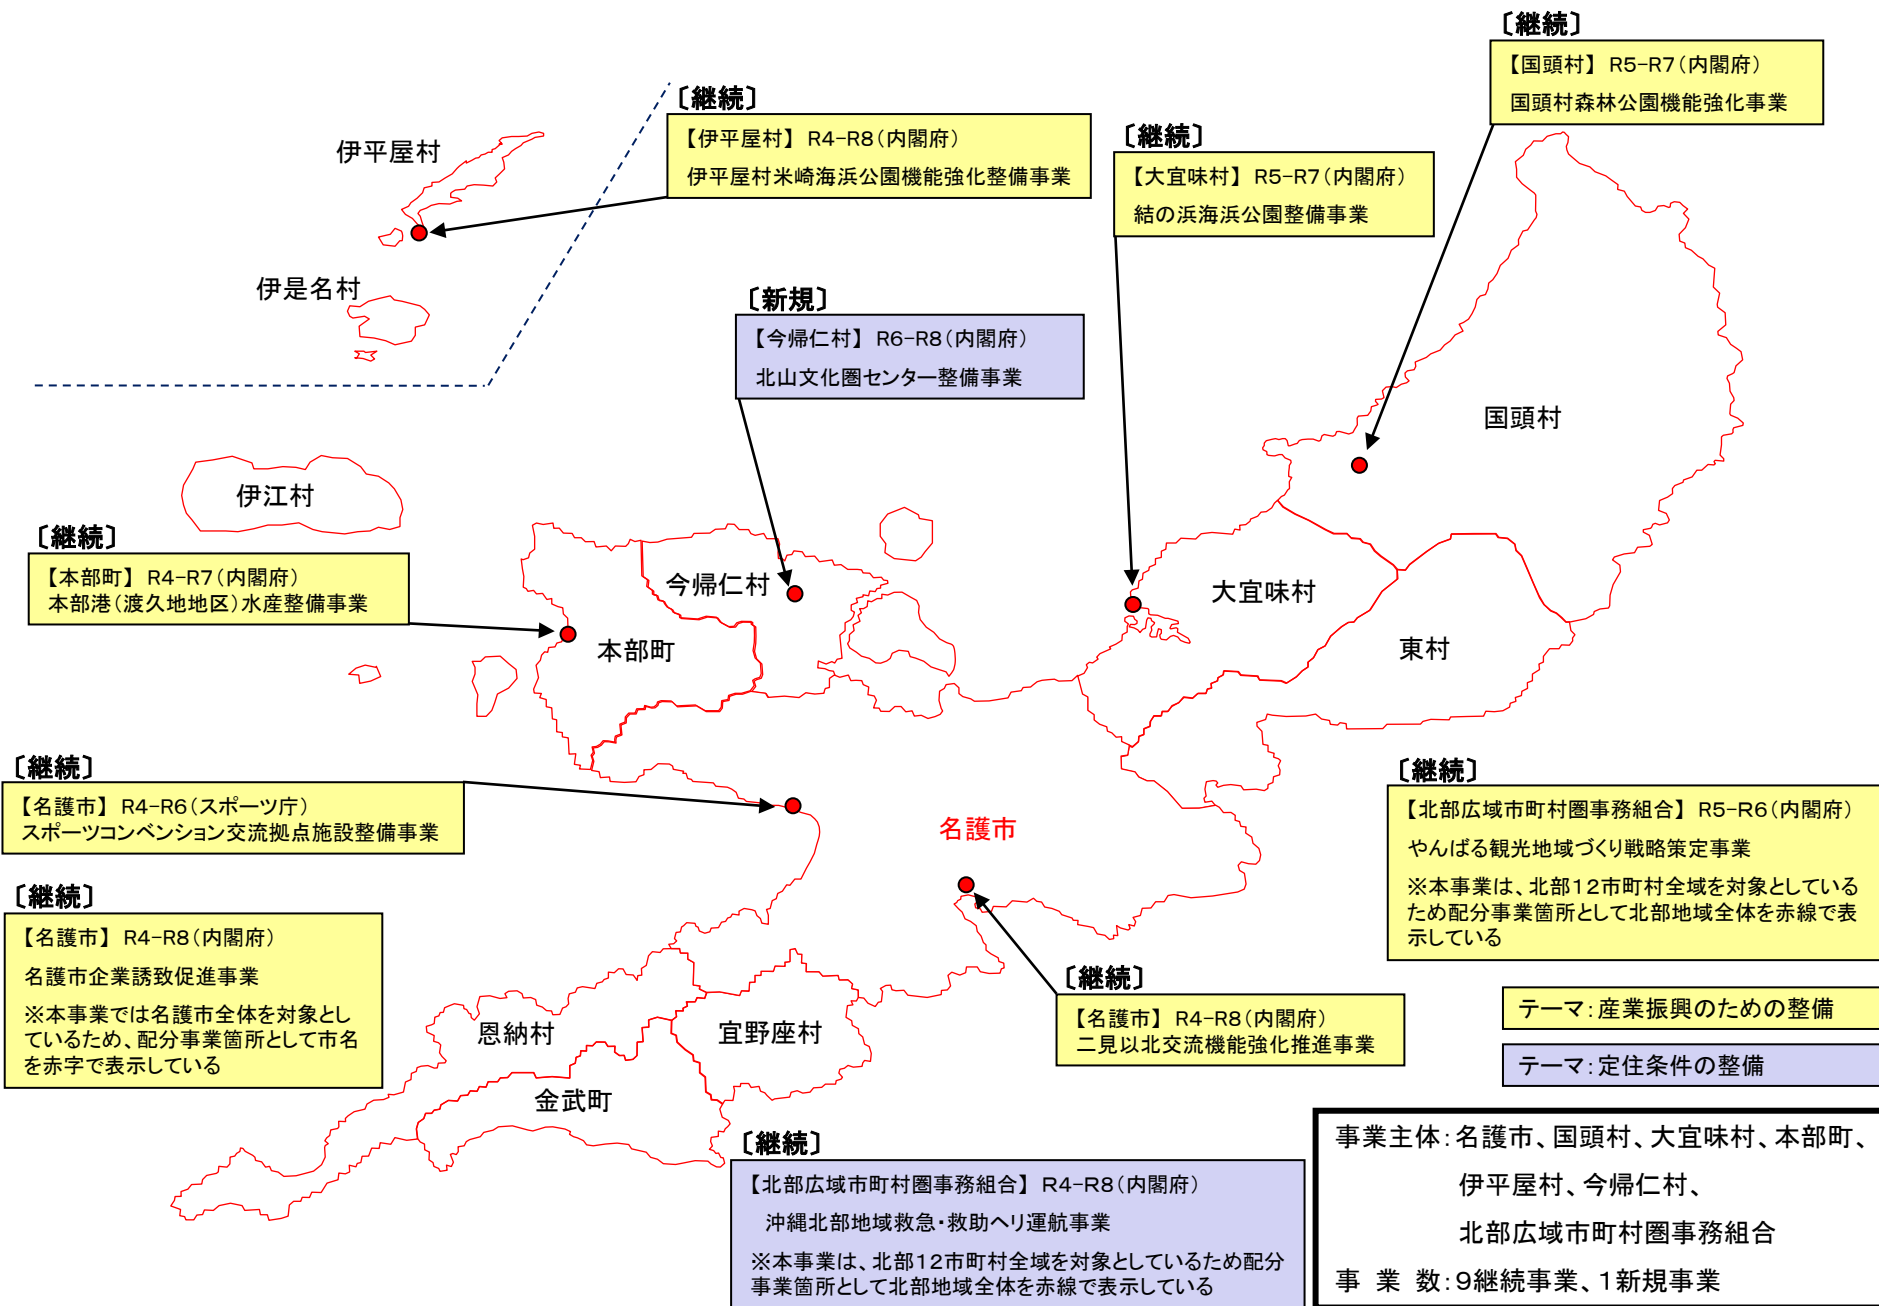 〔継続〕
【国頭村】 R5-R7(内閣府)
国頭村森林公園機能強化事業
〔継続〕
【伊平屋村】 R4-R8(内閣府)
伊平屋村米崎海浜公園機能強化整備事業
〔継続〕
【大宜味村】 R5-R7(内閣府)
結の浜海浜公園整備事業
伊平屋村
伊是名村
〔新規〕
【今帰仁村】 R6-R8(内閣府)
北山文化圏センター整備事業
国頭村
伊江村
〔継続〕
【本部町】 R4-R7(内閣府)
本部港(渡久地地区)水産整備事業
今帰仁村
大宜味村
本部町
東村
〔継続〕
【名護市】 R4-R6(スポーツ庁)
スポーツコンベンション交流拠点施設整備事業
名護市
〔継続〕
【北部広域市町村圏事務組合】 R5-R6(内閣府)
やんばる観光地域づくり戦略策定事業
※本事業は、北部12市町村全域を対象としている
ため配分事業箇所として北部地域全体を赤線で表
示している
〔継続〕
【名護市】 R4-R8(内閣府)
名護市企業誘致促進事業
※本事業では名護市全体を対象とし
ているため、配分事業箇所として市名
を赤字で表示している
〔継続〕
【名護市】 R4-R8(内閣府)
二見以北交流機能強化推進事業
恩納村
宜野座村
金武町
テーマ:産業振興のための整備
テーマ:定住条件の整備
〔継続〕
【北部広域市町村圏事務組合】 R4-R8(内閣府)
沖縄北部地域救急・救助ヘリ運航事業
※本事業は、北部12市町村全域を対象としているため配分
事業箇所として北部地域全体を赤線で表示している
事業主体:名護市、国頭村、大宜味村、本部町、
伊平屋村、今帰仁村、
北部広域市町村圏事務組合
事 業 数:9継続事業、1新規事業